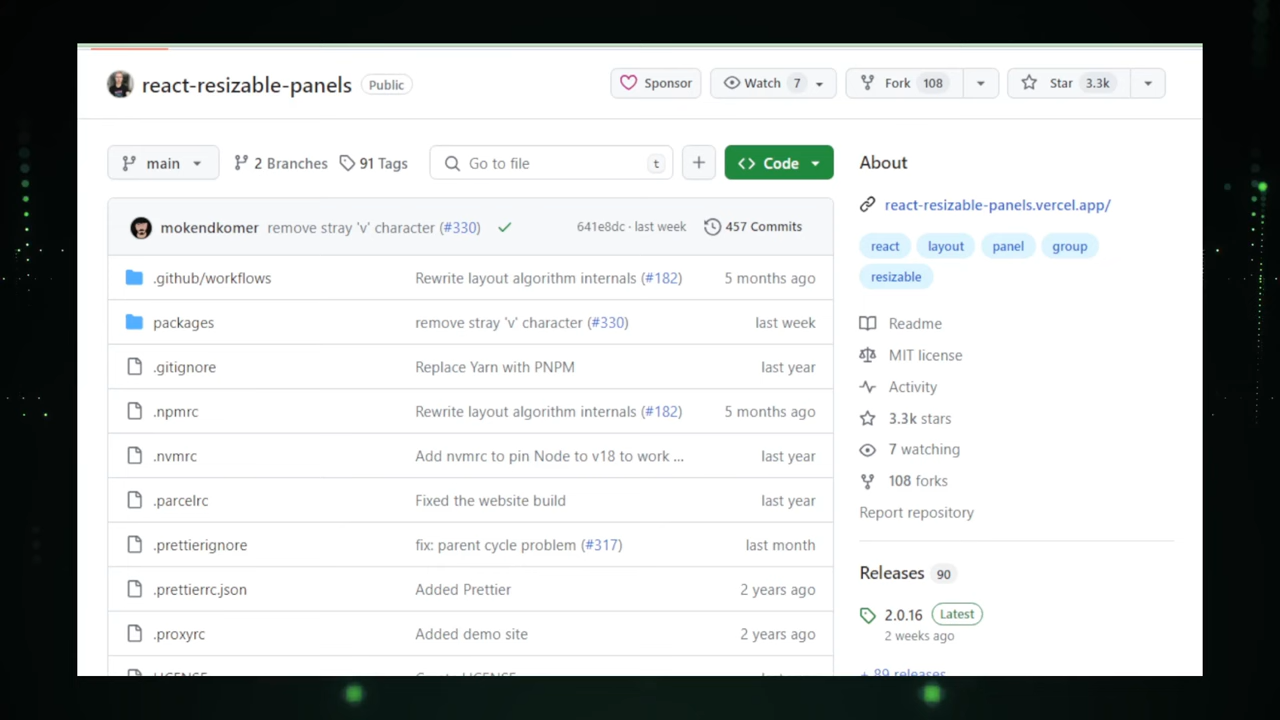 react-resizable-panels Public Sponsor Watch 7 Fork 108 Star 3.3k
main 2 Branches 91 Tags Go to file t Code
mokendkomer remove stray 'v' character (#330) 641e8dc · last week 457 Commits
.github/workflows Rewrite layout algorithm internals (#182) 5 months ago
packages remove stray 'v' character (#330) last week
.gitignore Replace Yarn with PNPM last year
.npmrc Rewrite layout algorithm internals (#182) 5 months ago
.nvmrc Add nvmrc to pin Node to v18 to work ... last year
.parcelrc Fixed the website build last year
.prettierignore fix: parent cycle problem (#317) last month
.prettierrc.json Added Prettier 2 years ago
.proxyrc Added demo site 2 years ago
About
react-resizable-panels.vercel.app/
react layout panel group
resizable
Readme
MIT license
Activity
3.3k stars
7 watching
108 forks
Report repository
Releases 90
2.0.16 Latest
2 weeks ago
+ 89 releases